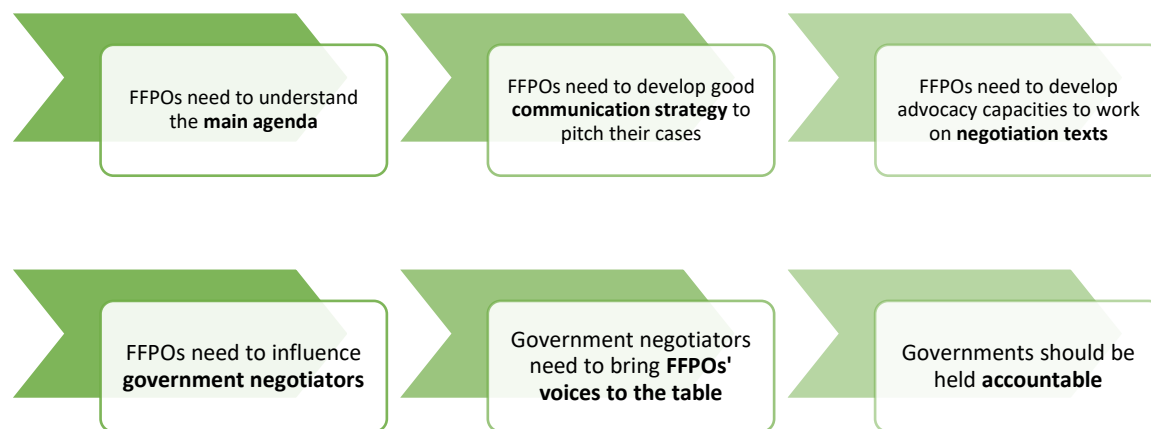 FFPOs need to understand
the main agenda
FFPOs need to develop good
communication strategy to
pitch their cases
FFPOs need to develop
advocacy capacities to work
on negotiation texts
FFPOs need to influence
government negotiators
Government negotiators
need to bring FFPOs'
voices to the table
Governments should be
held accountable